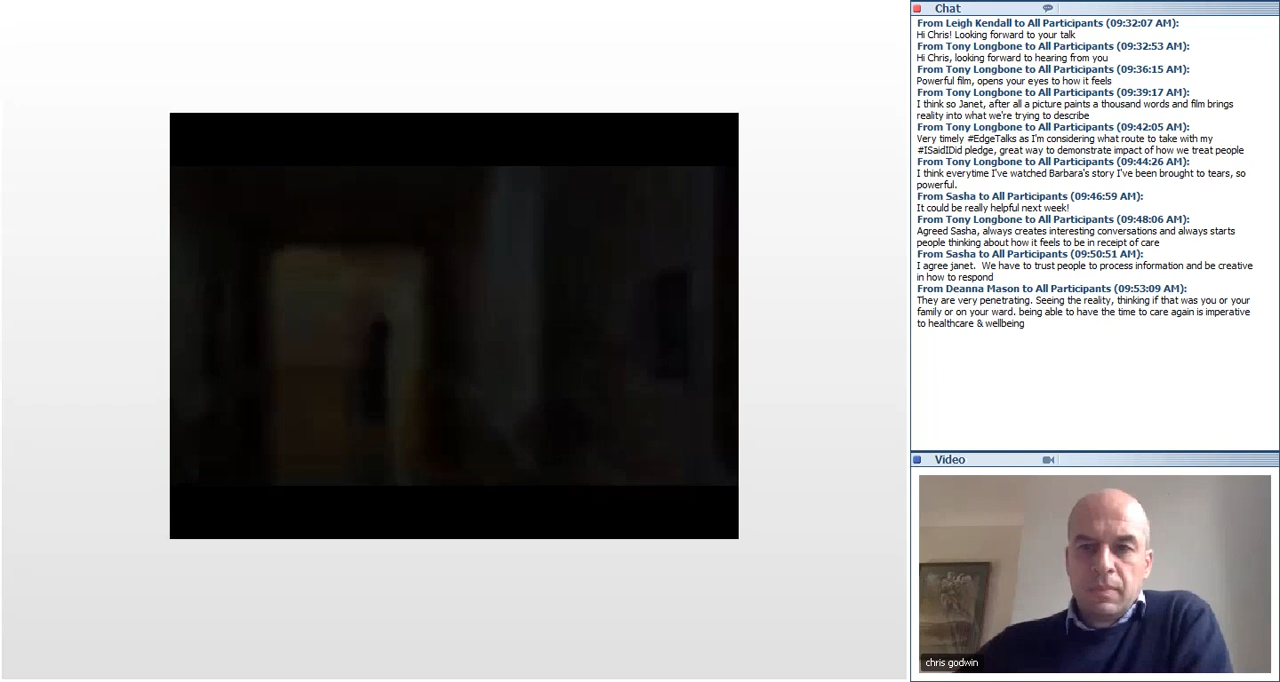 Chat
From Leigh Kendall to All Participants (09:32:07 AM):
Hi Chris! Looking forward to your talk
From Tony Longbone to All Participants (09:32:53 AM):
Hi Chris, looking forward to hearing from you
From Tony Longbone to All Participants (09:36:15 AM):
Powerful film, opens your eyes to how it feels
From Tony Longbone to All Participants (09:39:17 AM):
I think so Janet, after all a picture paints a thousand words and film brings
reality into what we're trying to describe
From Tony Longbone to All Participants (09:42:05 AM):
Very timely #EdgeTalks as I'm considering what route to take with my
#ISaidIDid pledge, great way to demonstrate impact of how we treat people
From Tony Longbone to All Participants (09:44:26 AM):
I think everytime I've watched Barbara's story I've been brought to tears, so
powerful.
From Sasha to All Participants (09:46:59 AM):
It could be really helpful next week!
From Tony Longbone to All Participants (09:48:06 AM):
Agreed Sasha, always creates interesting conversations and always starts
people thinking about how it feels to be in receipt of care
From Sasha to All Participants (09:50:51 AM):
I agree janet.  We have to trust people to process information and be creative
in how to respond
From Deanna Mason to All Participants (09:53:09 AM):
They are very penetrating. Seeing the reality, thinking if that was you or your
family or on your ward. being able to have the time to care again is imperative
to healthcare & wellbeing
Video
chris godwin